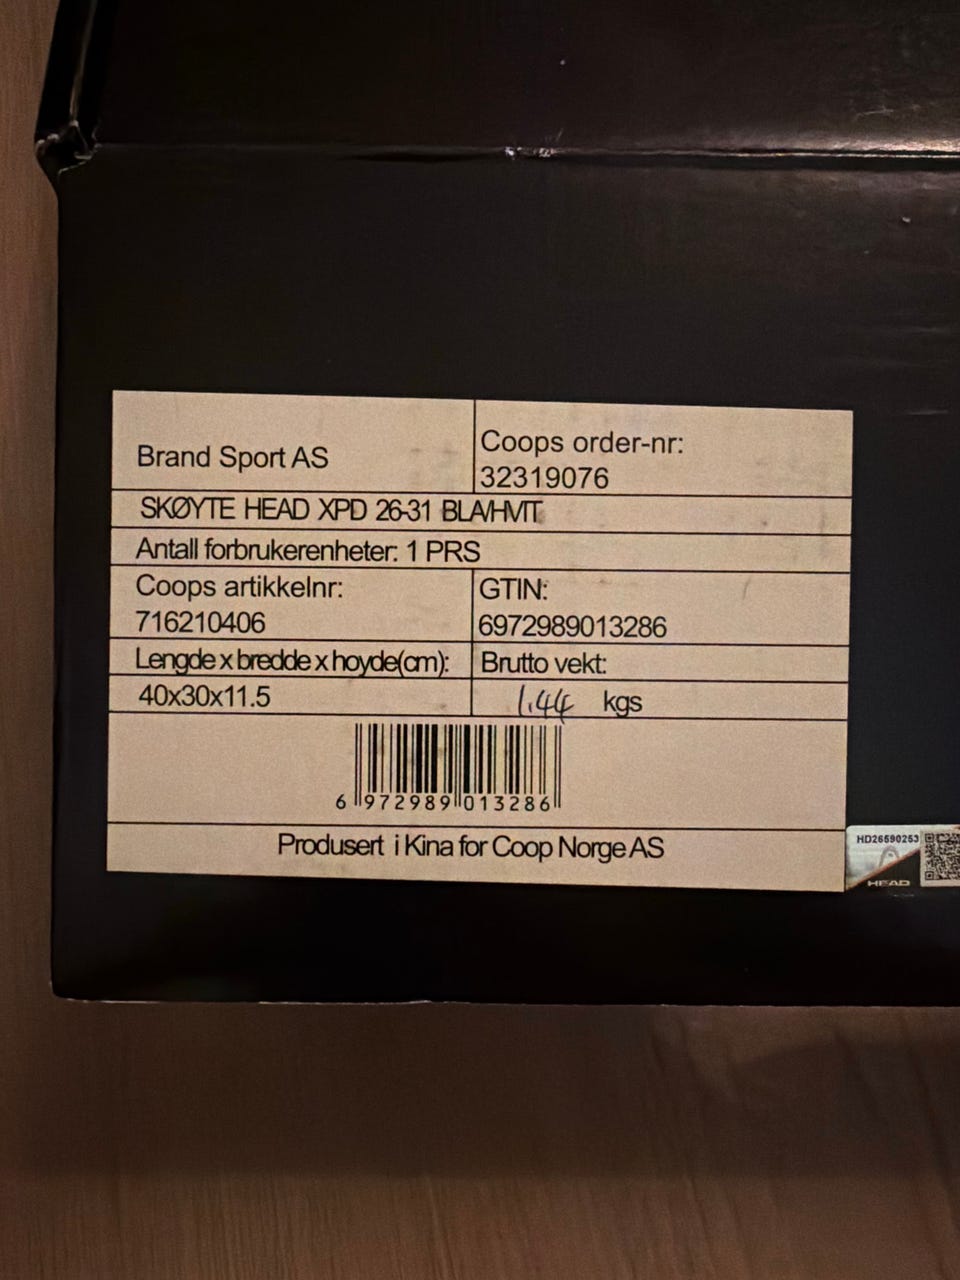 Brand Sport AS
Coops order-nr:
32319076
SKØYTE HEAD XPD 26-31 BLA/HVIT
Antall forbrukerenheter: 1 PRS
Coops artikkelnr:
716210406
GTIN:
6972989013286
Lengde x bredde x hoyde(cm):
40x30x11.5
Brutto vekt:
1.44 kgs
6 972989 013286
Produsert i Kina for Coop Norge AS
HD26590253
HEAD